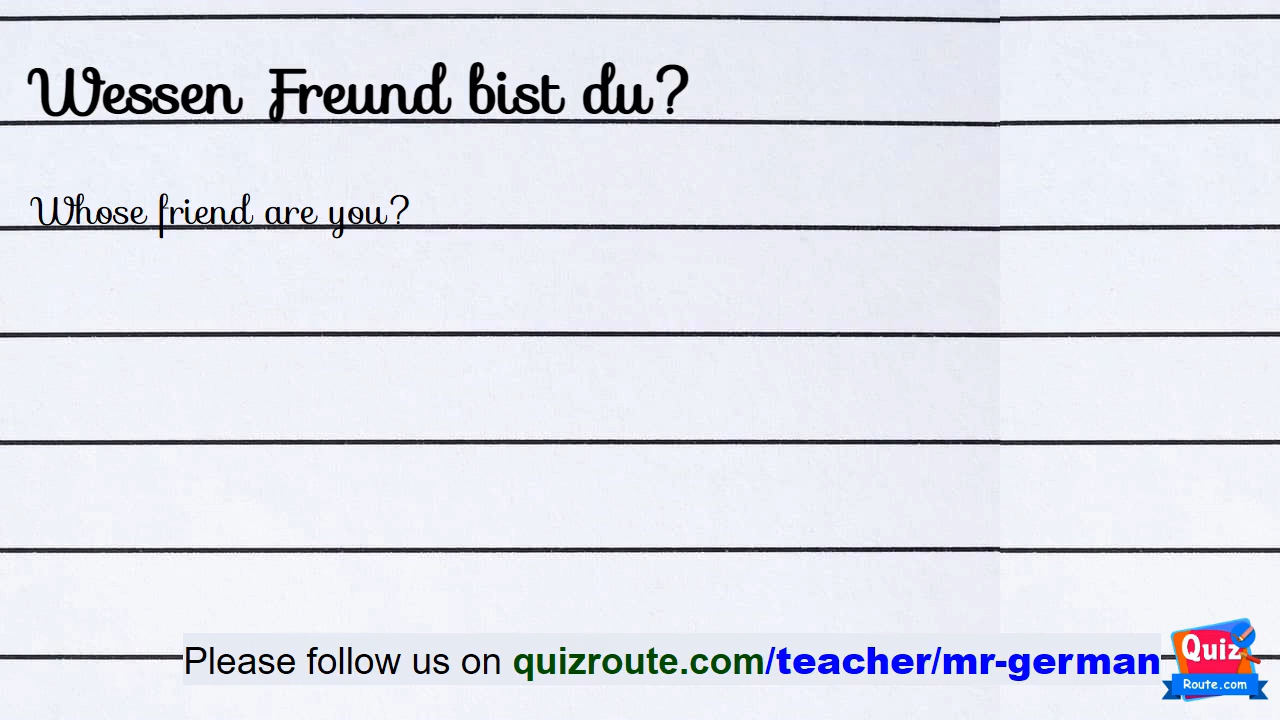 Wessen Freund bist du?
Whose friend are you?
Please follow us on quizroute.com/teacher/mr-german
Quiz
Route.com